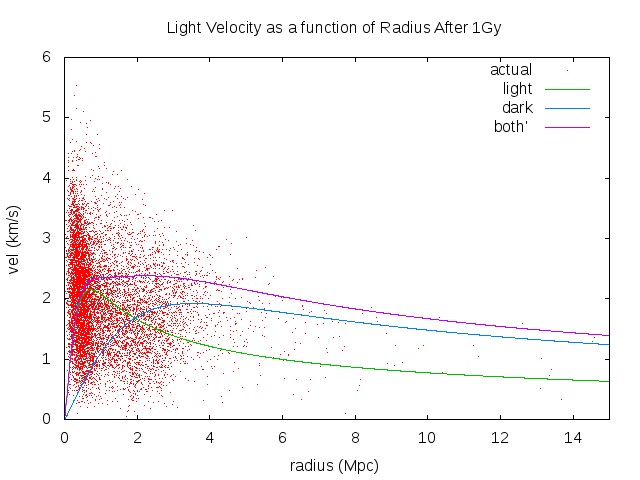 Light Velocity as a function of Radius After 1Gy
actual
light
dark
both'
vel (km/s)
6
5
4
3
2
1
0
0 2 4 6 8 10 12 14
radius (Mpc)